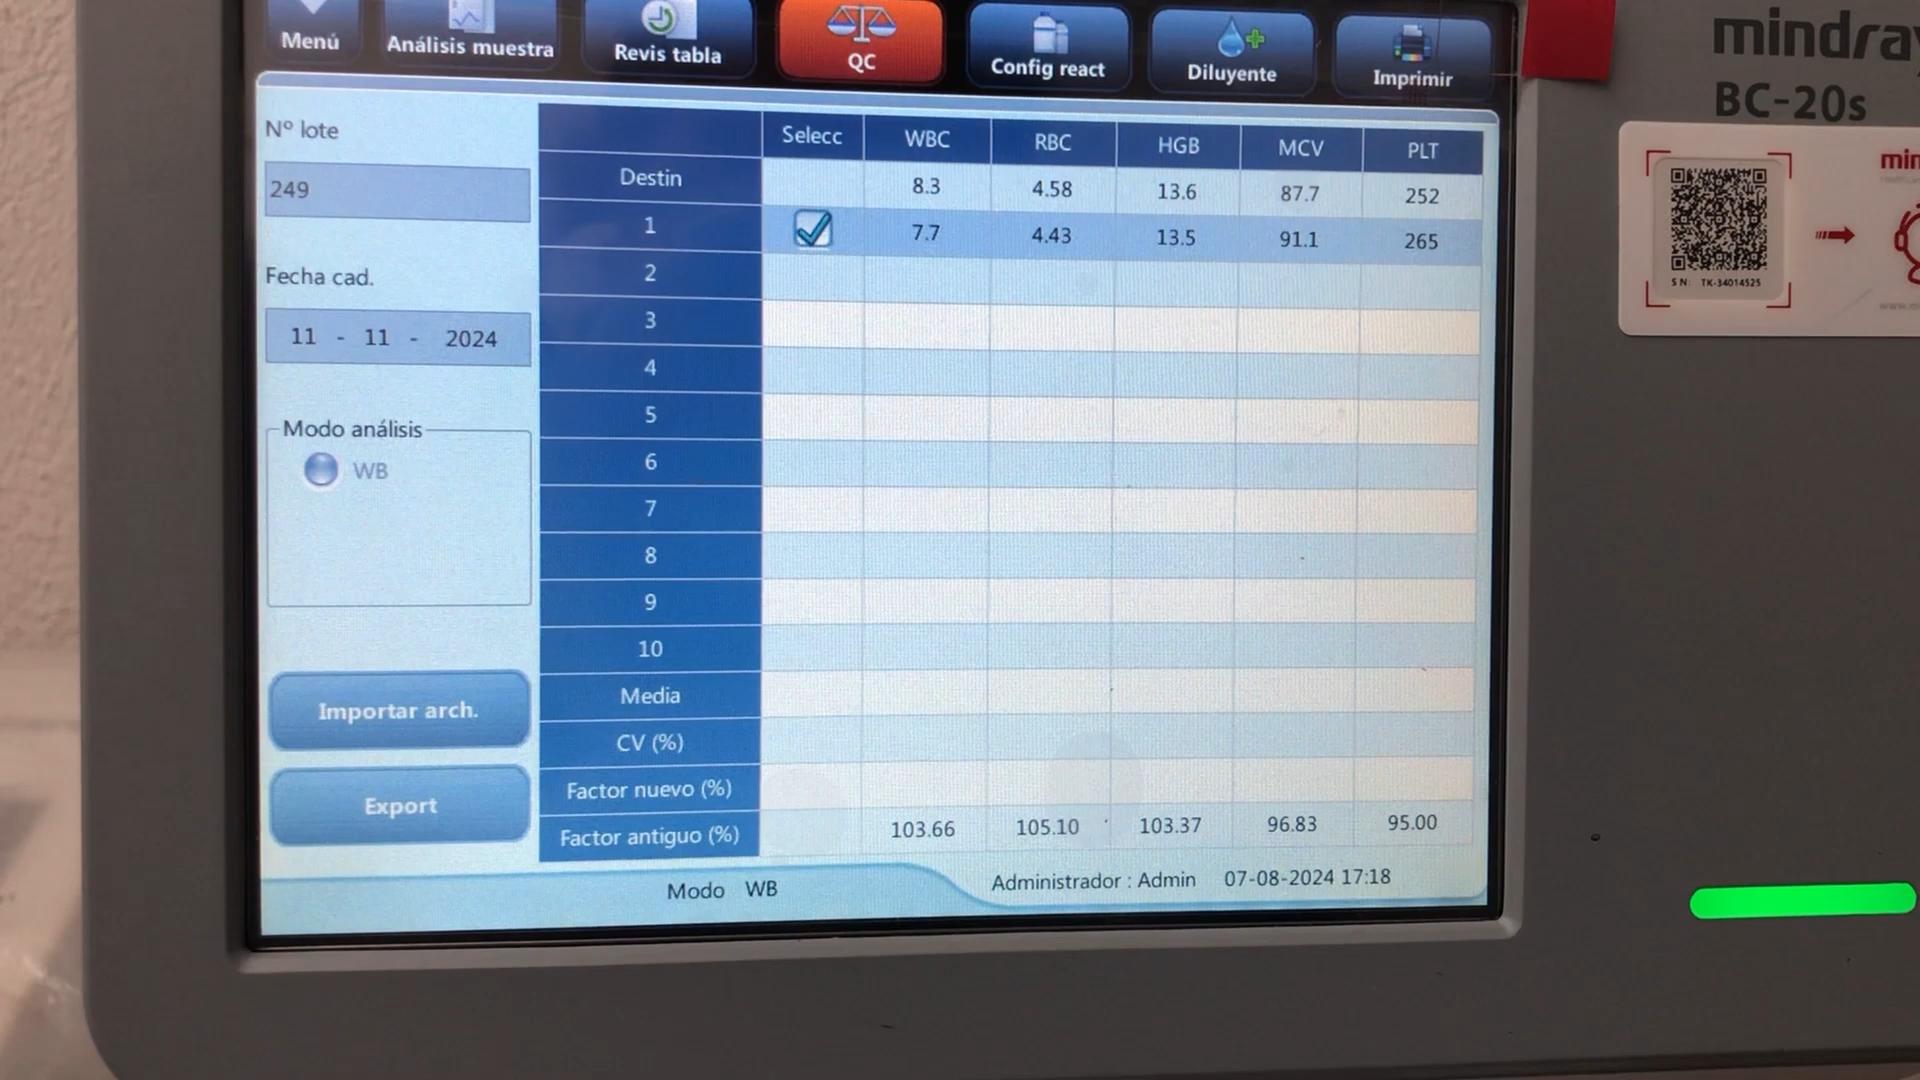 Menú
Análisis muestra
Revis tabla
QC
Config react
Diluyente
Imprimir
mindray
BC-20s
Nº lote
249
Fecha cad.
11 - 11 - 2024
Modo análisis
WB
Importar arch.
Export
Selecc WBC RBC HGB MCV PLT
Destin 8.3 4.58 13.6 87.7 252
1 7.7 4.43 13.5 91.1 265
2
3
4
5
6
7
8
9
10
Media
CV (%)
Factor nuevo (%)
Factor antiguo (%) 103.66 105.10 103.37 96.83 95.00
Modo WB
Administrador : Admin 07-08-2024 17:18
SN: TK-34014525
min